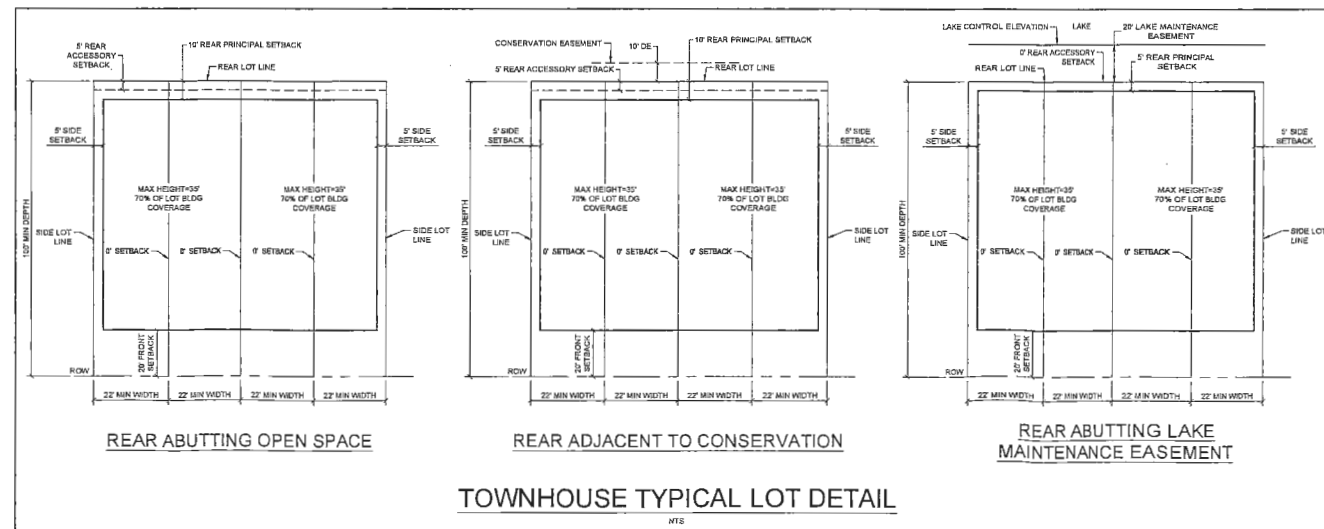 5' REAR
ACCESSORY
SETBACK
10' REAR PRINCIPAL SETBACK
REAR LOT LINE
5' SIDE
SETBACK
5' SIDE
SETBACK
MAX HEIGHT=35'
70% OF LOT BLDG
COVERAGE
MAX HEIGHT=35'
70% OF LOT BLDG
COVERAGE
100' MIN DEPTH
SIDE LOT
LINE
0' SETBACK
0' SETBACK
0' SETBACK
SIDE LOT
LINE
20' FRONT
SETBACK
ROW
22' MIN WIDTH
22' MIN WIDTH
22' MIN WIDTH
22' MIN WIDTH
REAR ABUTTING OPEN SPACE
CONSERVATION EASEMENT
10' DE
10' REAR PRINCIPAL SETBACK
5' REAR ACCESSORY SETBACK
REAR LOT LINE
5' SIDE
SETBACK
5' SIDE
SETBACK
MAX HEIGHT=35'
70% OF LOT BLDG
COVERAGE
MAX HEIGHT=35'
70% OF LOT BLDG
COVERAGE
100' MIN DEPTH
SIDE LOT
LINE
0' SETBACK
0' SETBACK
0' SETBACK
SIDE LOT
LINE
20' FRONT
SETBACK
ROW
22' MIN WIDTH
22' MIN WIDTH
22' MIN WIDTH
22' MIN WIDTH
REAR ADJACENT TO CONSERVATION
LAKE CONTROL ELEVATION
LAKE
20' LAKE MAINTENANCE
EASEMENT
0' REAR ACCESSORY
SETBACK
REAR LOT LINE
5' REAR PRINCIPAL
SETBACK
5' SIDE
SETBACK
5' SIDE
SETBACK
MAX HEIGHT=35'
70% OF LOT BLDG
COVERAGE
MAX HEIGHT=35'
70% OF LOT BLDG
COVERAGE
100' MIN DEPTH
SIDE LOT
LINE
0' SETBACK
0' SETBACK
0' SETBACK
SIDE LOT
LINE
20' FRONT
SETBACK
ROW
22' MIN WIDTH
22' MIN WIDTH
22' MIN WIDTH
22' MIN WIDTH
REAR ABUTTING LAKE
MAINTENANCE EASEMENT
TOWNHOUSE TYPICAL LOT DETAIL
NTS